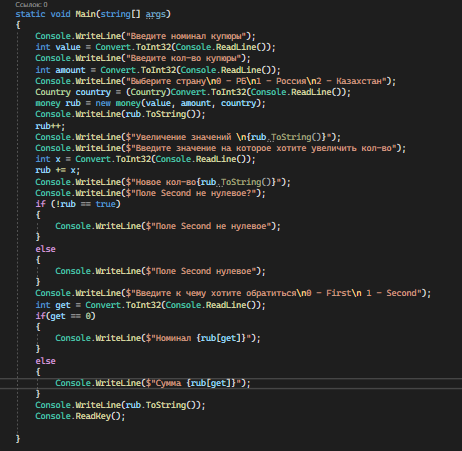 Ссылок: 0
static void Main(string[] args)
{
Console.WriteLine("Введите номинал купюры");
int value = Convert.ToInt32(Console.ReadLine());
Console.WriteLine("Введите кол-во купюры");
int amount = Convert.ToInt32(Console.ReadLine());
Console.WriteLine("Выберите страну\n0 - РБ\n1 - Россия\n2 - Казахстан");
Country country = (Country)Convert.ToInt32(Console.ReadLine());
money rub = new money(value, amount, country);
Console.WriteLine(rub.ToString());
rub++;
Console.WriteLine($"Увеличение значений \n{rub.ToString()}");
Console.WriteLine($"Введите значение на которое хотите увеличить кол-во");
int x = Convert.ToInt32(Console.ReadLine());
rub += x;
Console.WriteLine($"Новое кол-во{rub.ToString()}");
Console.WriteLine($"Поле Second не нулевое?");
if (!rub == true)
{
Console.WriteLine($"Поле Second не нулевое");
}
else
{
Console.WriteLine($"Поле Second нулевое");
}
Console.WriteLine($"Введите к чему хотите обратиться\n0 - First\n 1 - Second");
int get = Convert.ToInt32(Console.ReadLine());
if(get == 0)
{
Console.WriteLine($"Номинал {rub[get]}");
}
else
{
Console.WriteLine($"Сумма {rub[get]}");
}
Console.WriteLine(rub.ToString());
Console.ReadKey();
}